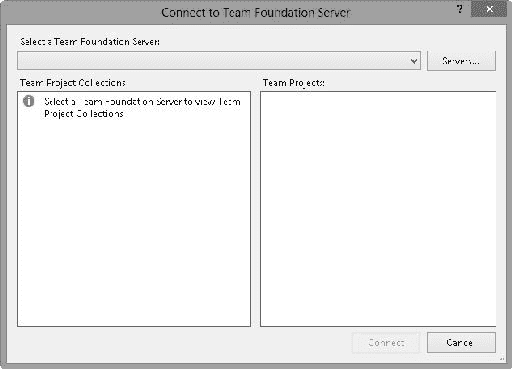 Connect to Team Foundation Server
?
x
Select a Team Foundation Server:
Servers...
Team Project Collections
Team Projects:
Select a Team Foundation Server to view Team
Project Collections
Connect
Cancel